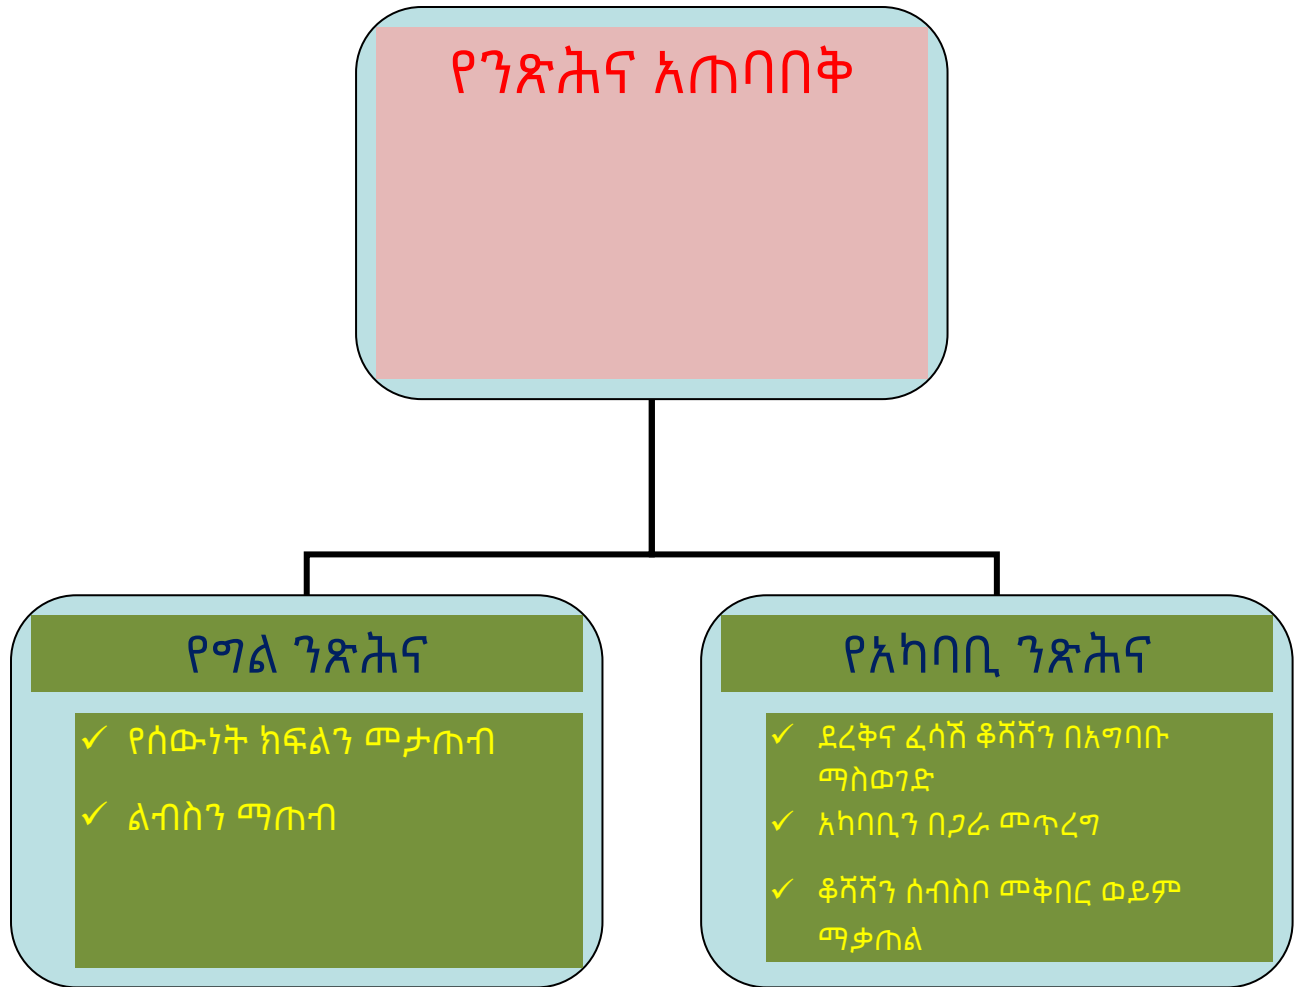 የንጽሕና አጠባበቅ
የግል ንጽሕና
✓ የሰውነት ክፍልን መታጠብ
✓ ልብስን ማጠብ
የአካባቢ ንጽሕና
✓ ደረቅና ፈሳሽ ቆሻሻን በአግባቡ
ማስወገድ
✓ አካባቢን በጋራ መጥረግ
✓ ቆሻሻን ሰብስቦ መቅበር ወይም
ማቃጠል